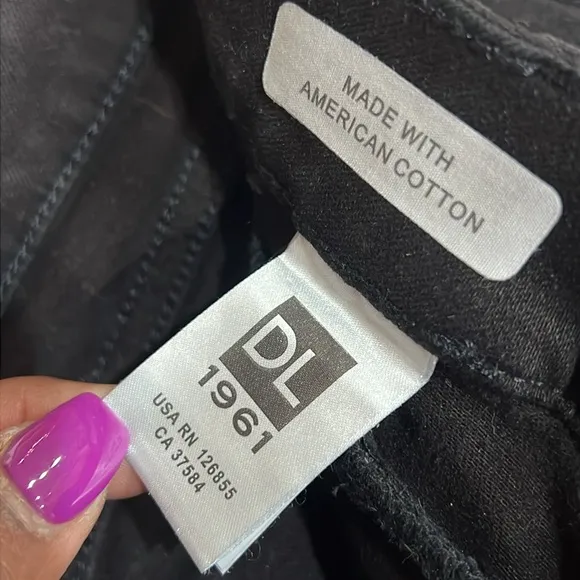 MADE WITH
AMERICAN COTTON
DL
1961
USA RN 126855
CA 37584